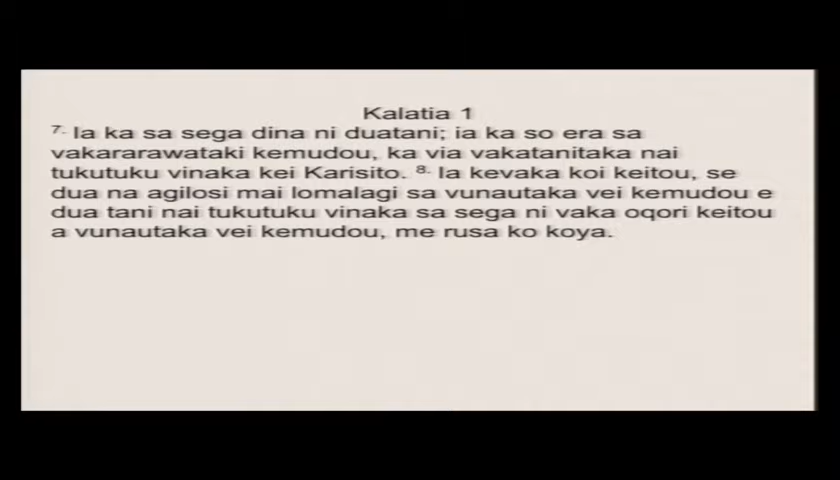 Kalatia 1
7. Ia ka sa sega dina ni duatani; ia ka so era sa
vakararawataki kemudou, ka via vakatanitaka nai
tukutuku vinaka kei Karisito. 8. Ia kevaka koi keitou, se
dua na agilosi mai lomalagi sa vunautaka vei kemudou e
dua tani nai tukutuku vinaka sa sega ni vaka oqori keitou
a vunautaka vei kemudou, me rusa ko koya.